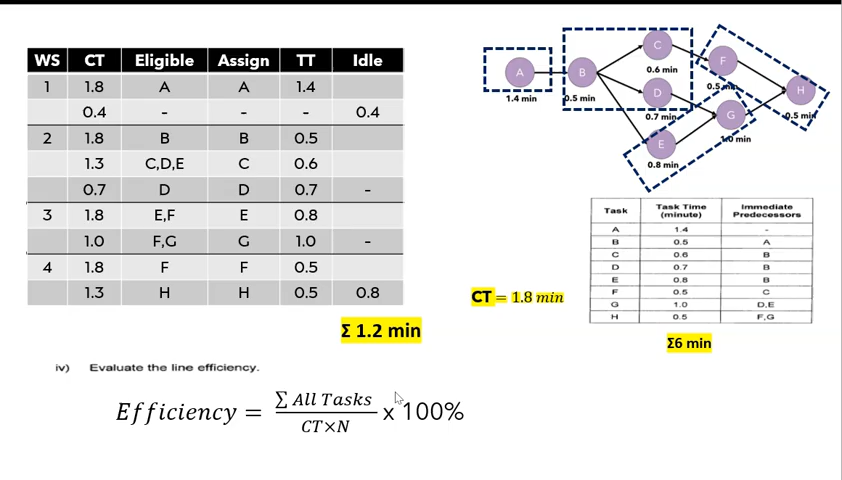 WS CT Eligible Assign TT Idle
1 1.8 A A 1.4
0.4 - - - 0.4
2 1.8 B B 0.5
1.3 C,D,E C 0.6
0.7 D D 0.7 -
3 1.8 E,F E 0.8
1.0 F,G G 1.0 -
4 1.8 F F 0.5
1.3 H H 0.5 0.8
Σ 1.2 min
A
1.4 min
B
0.5 min
C
0.6 min
D
0.7 min
E
0.8 min
F
0.5 min
G
1.0 min
H
0.5 min
Task Task Time (minute) Immediate Predecessors
A 1.4 -
B 0.5 A
C 0.6 B
D 0.7 B
E 0.8 B
F 0.5 C
G 1.0 D,E
H 0.5 F,G
CT = 1.8 min
Σ6 min
iv) Evaluate the line efficiency.
Efficiency = ∑ All Tasks / CT×N x 100%